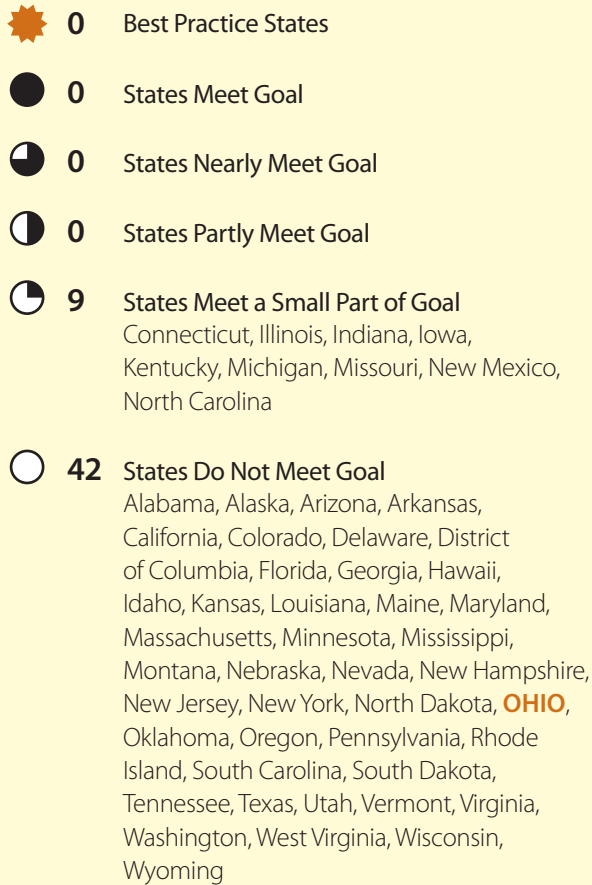 0 Best Practice States
0 States Meet Goal
0 States Nearly Meet Goal
0 States Partly Meet Goal
9 States Meet a Small Part of Goal
Connecticut, Illinois, Indiana, Iowa,
Kentucky, Michigan, Missouri, New Mexico,
North Carolina
42 States Do Not Meet Goal
Alabama, Alaska, Arizona, Arkansas,
California, Colorado, Delaware, District
of Columbia, Florida, Georgia, Hawaii,
Idaho, Kansas, Louisiana, Maine, Maryland,
Massachusetts, Minnesota, Mississippi,
Montana, Nebraska, Nevada, New Hampshire,
New Jersey, New York, North Dakota, OHIO,
Oklahoma, Oregon, Pennsylvania, Rhode
Island, South Carolina, South Dakota,
Tennessee, Texas, Utah, Vermont, Virginia,
Washington, West Virginia, Wisconsin,
Wyoming